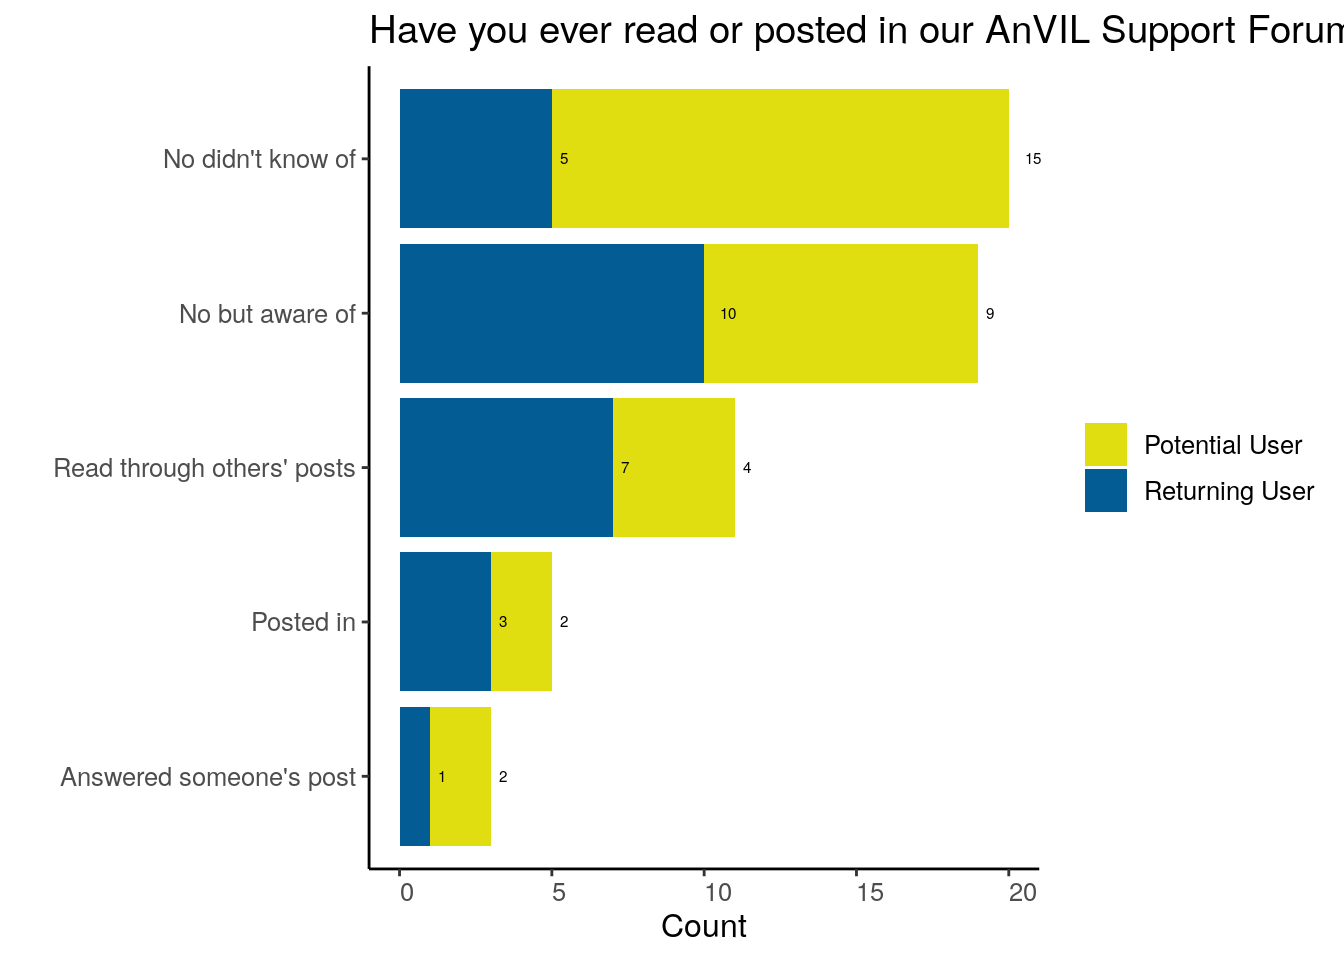 Have you ever read or posted in our AnVIL Support Forum
No didn't know of
5
15
No but aware of
10
9
Read through others' posts
7
4
Posted in
3
2
Answered someone's post
1
2
0
5
10
15
20
Count
Potential User
Returning User